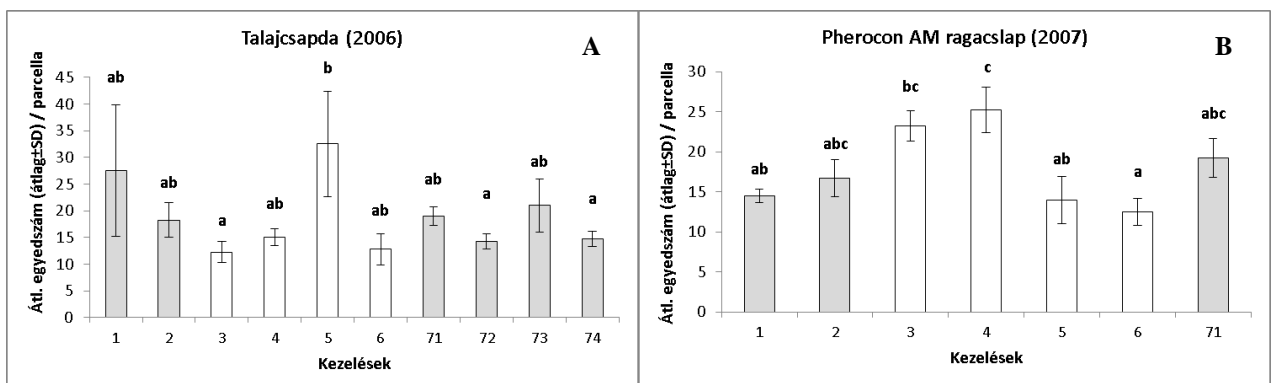 Talajcsapda (2006)
A
Átl. egyedszám (átlag±SD) / parcella
45
40
35
30
25
20
15
10
5
0
ab
ab
a
ab
b
ab
ab
a
ab
a
1 2 3 4 5 6 71 72 73 74
Kezelések
Pherocon AM ragacslap (2007)
B
Átl. egyedszám (átlag±SD) / parcella
30
25
20
15
10
5
0
ab
abc
bc
c
ab
a
abc
1 2 3 4 5 6 71
Kezelések